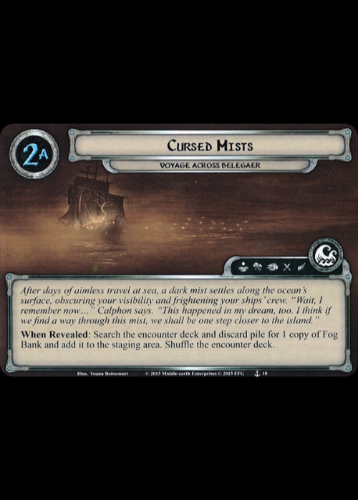 2A
CURSED MISTS
VOYAGE ACROSS BELEGAER
After days of aimless travel at sea, a dark mist settles along the ocean's
surface, obscuring your visibility and frightening your ships' crew. "Wait, I
remember now..." Calphon says. "This happened in my dream, too. I think if
we find a way through this mist, we shall be one step closer to the island."
When Revealed: Search the encounter deck and discard pile for 1 copy of Fog
Bank and add it to the staging area. Shuffle the encounter deck.
Illus. Yoann Boissonnet © 2015 Middle-earth Enterprises © 2015 FFG 18